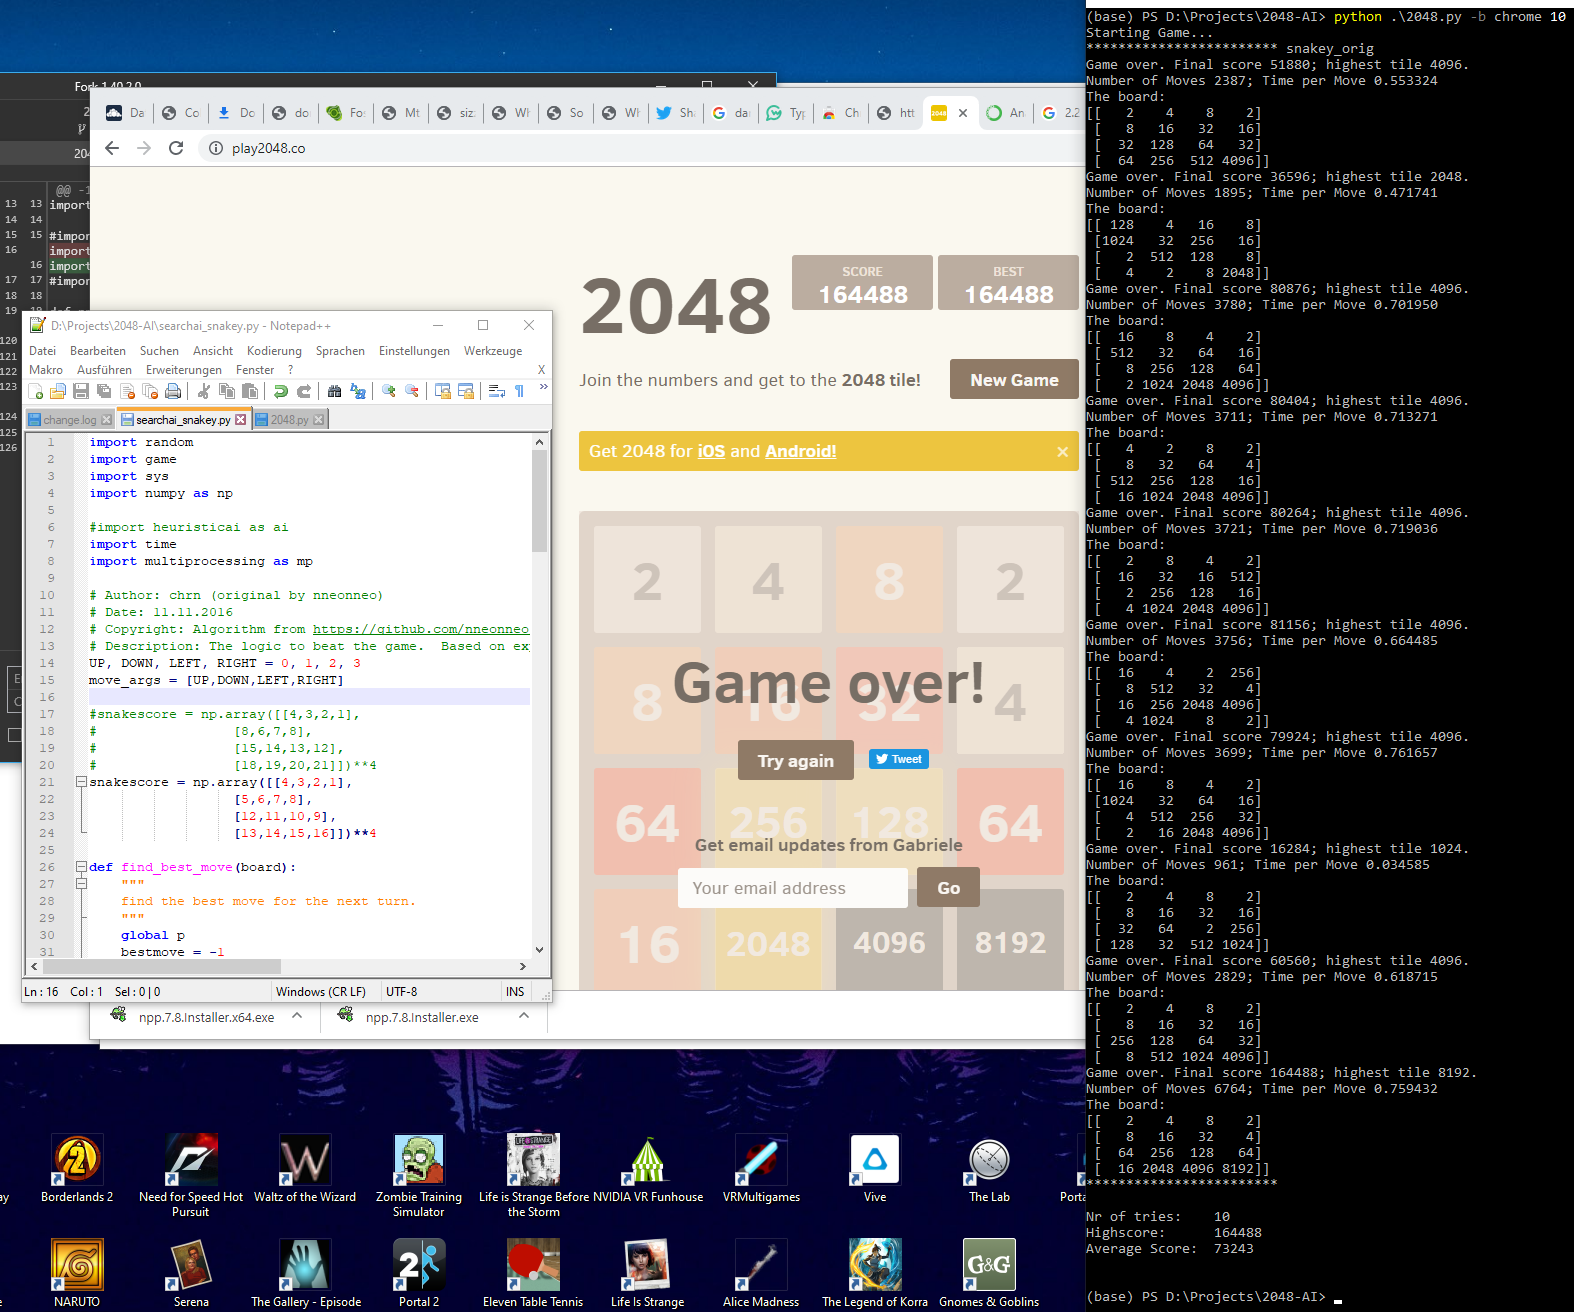 Fork 1.40.2.0
Da
Co
Do
do
Fo
Mt
siz
Wh
So
Wh
Sha
da
Typ
Ch
htt
An
2.2
play2048.co
@@ -1
13 13 import
14 14
15 15 #impor
16 import
16 import
17 17 #impor
18 18
19 19
120
121
122
123
124
125
126
2048
SCORE
164488
BEST
164488
Join the numbers and get to the 2048 tile!
New Game
Get 2048 for iOS and Android!
2 4 8 2
8 16 32 4
Game over!
Try again
Tweet
64 256 128 64
Get email updates from Gabriele
Your email address
Go
16 2048 4096 8192
D:\Projects\2048-AI\searchai_snakey.py - Notepad++
Datei Bearbeiten Suchen Ansicht Kodierung Sprachen Einstellungen Werkzeuge
Makro Ausführen Erweiterungen Fenster ? X
change.log
searchai_snakey.py
2048.py
1 import random
2 import game
3 import sys
4 import numpy as np
5
6 #import heuristicai as ai
7 import time
8 import multiprocessing as mp
9
10 # Author: chrn (original by nneonneo)
11 # Date: 11.11.2016
12 # Copyright: Algorithm from https://github.com/nneonneo
13 # Description: The logic to beat the game.  Based on ex
14 UP, DOWN, LEFT, RIGHT = 0, 1, 2, 3
15 move_args = [UP,DOWN,LEFT,RIGHT]
16
17 #snakescore = np.array([[4,3,2,1],
18 # [8,6,7,8],
19 # [15,14,13,12],
20 # [18,19,20,21]])**4
21 snakescore = np.array([[4,3,2,1],
22 [5,6,7,8],
23 [12,11,10,9],
24 [13,14,15,16]])**4
25
26 def find_best_move(board):
27 """
28 find the best move for the next turn.
29 """
30 global p
31 bestmove = -1
Ln : 16 Col : 1 Sel : 0 | 0 Windows (CR LF) UTF-8 INS
npp.7.8.Installer.x64.exe
npp.7.8.Installer.exe
Borderlands 2
Need for Speed Hot Pursuit
Waltz of the Wizard
Zombie Training Simulator
Life is Strange Before the Storm
NVIDIA VR Funhouse
VRMultigames
Vive
The Lab
Porta
NARUTO
Serena
The Gallery - Episode
Portal 2
Eleven Table Tennis
Life Is Strange
Alice Madness
The Legend of Korra
G&G
Gnomes & Goblins
(base) PS D:\Projects\2048-AI> python .\2048.py -b chrome 10
Starting Game...
************************ snakey_orig
Game over. Final score 51880; highest tile 4096.
Number of Moves 2387; Time per Move 0.553324
The board:
[[   2    4    8    2]
 [   8   16   32   16]
 [  32  128   64   32]
 [  64  256  512 4096]]
Game over. Final score 36596; highest tile 2048.
Number of Moves 1895; Time per Move 0.471741
The board:
[[ 128    4   16    8]
 [1024   32  256   16]
 [   2  512  128    8]
 [   4    2    8 2048]]
Game over. Final score 80876; highest tile 4096.
Number of Moves 3780; Time per Move 0.701950
The board:
[[  16    8    4    2]
 [ 512   32   64   16]
 [   8  256  128   64]
 [   2 1024 2048 4096]]
Game over. Final score 80404; highest tile 4096.
Number of Moves 3711; Time per Move 0.713271
The board:
[[   4    2    8    2]
 [   8   32   64    4]
 [ 512  256  128   16]
 [  16 1024 2048 4096]]
Game over. Final score 80264; highest tile 4096.
Number of Moves 3721; Time per Move 0.719036
The board:
[[   2    8    4    2]
 [  16   32   16  512]
 [   2  256  128   16]
 [   4 1024 2048 4096]]
Game over. Final score 81156; highest tile 4096.
Number of Moves 3756; Time per Move 0.664485
The board:
[[  16    4    2  256]
 [   8  512   32    4]
 [  16  256 2048 4096]
 [   4 1024    8    2]]
Game over. Final score 79924; highest tile 4096.
Number of Moves 3699; Time per Move 0.761657
The board:
[[  16    8    4    2]
 [1024   32   64   16]
 [   4  512  256   32]
 [   2   16 2048 4096]]
Game over. Final score 16284; highest tile 1024.
Number of Moves 961; Time per Move 0.034585
The board:
[[   2    4    8    2]
 [   8   16   32   16]
 [  32   64    2  256]
 [ 128   32  512 1024]]
Game over. Final score 60560; highest tile 4096.
Number of Moves 2829; Time per Move 0.618715
The board:
[[   2    4    8    2]
 [   8   16   32   16]
 [ 256  128   64   32]
 [   8  512 1024 4096]]
Game over. Final score 164488; highest tile 8192.
Number of Moves 6764; Time per Move 0.759432
The board:
[[   2    4    8    2]
 [   8   16   32    4]
 [  64  256  128   64]
 [  16 2048 4096 8192]]
************************
Nr of tries:    10
Highscore:      164488
Average Score:  73243
(base) PS D:\Projects\2048-AI>